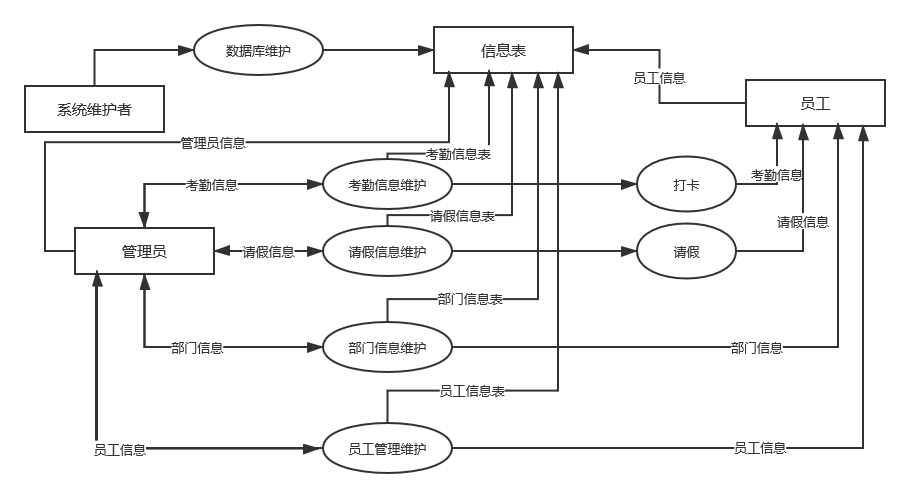 数据库维护
信息表
员工信息
系统维护者
员工
管理员信息
考勤信息表
考勤信息
考勤信息维护
打卡
考勤信息
请假信息表
请假信息
管理员
请假信息
请假信息维护
请假
部门信息表
部门信息
部门信息维护
部门信息
员工信息表
员工信息
员工管理维护
员工信息